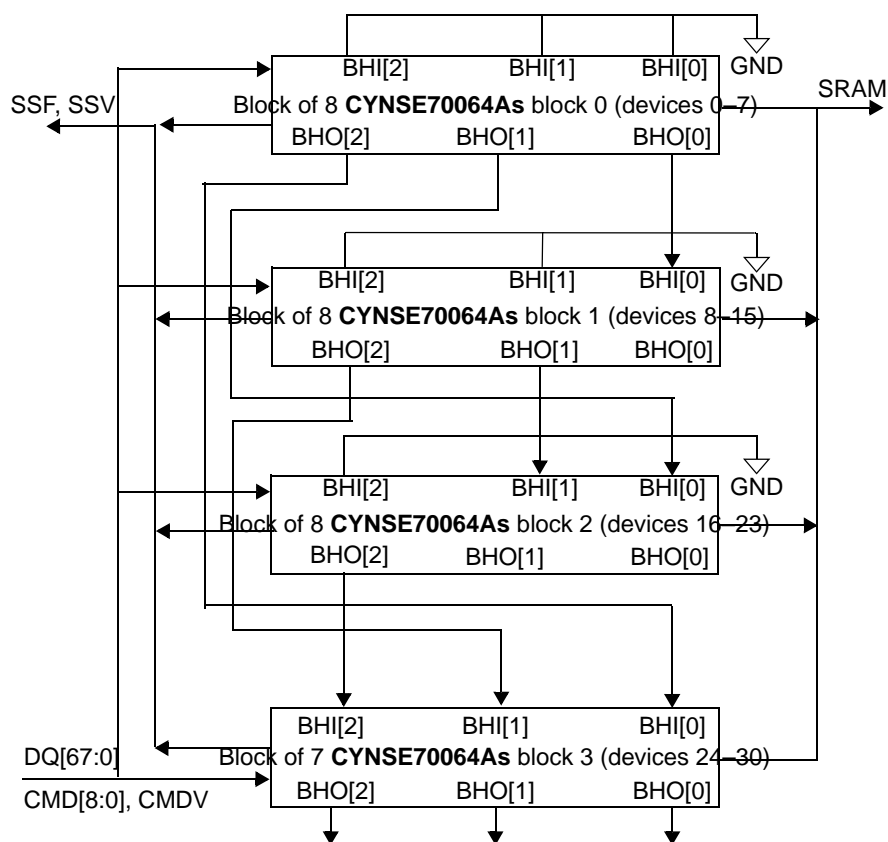 BHI[2] BHI[1] BHI[0] GND
SSF, SSV
SRAM
Block of 8 CYNSE70064As block 0 (devices 0–7)
BHO[2] BHO[1] BHO[0]
BHI[2] BHI[1] BHI[0] GND
Block of 8 CYNSE70064As block 1 (devices 8–15)
BHO[2] BHO[1] BHO[0]
BHI[2] BHI[1] BHI[0] GND
Block of 8 CYNSE70064As block 2 (devices 16–23)
BHO[2] BHO[1] BHO[0]
BHI[2] BHI[1] BHI[0]
DQ[67:0]
Block of 7 CYNSE70064As block 3 (devices 24–30)
CMD[8:0], CMDV
BHO[2] BHO[1] BHO[0]